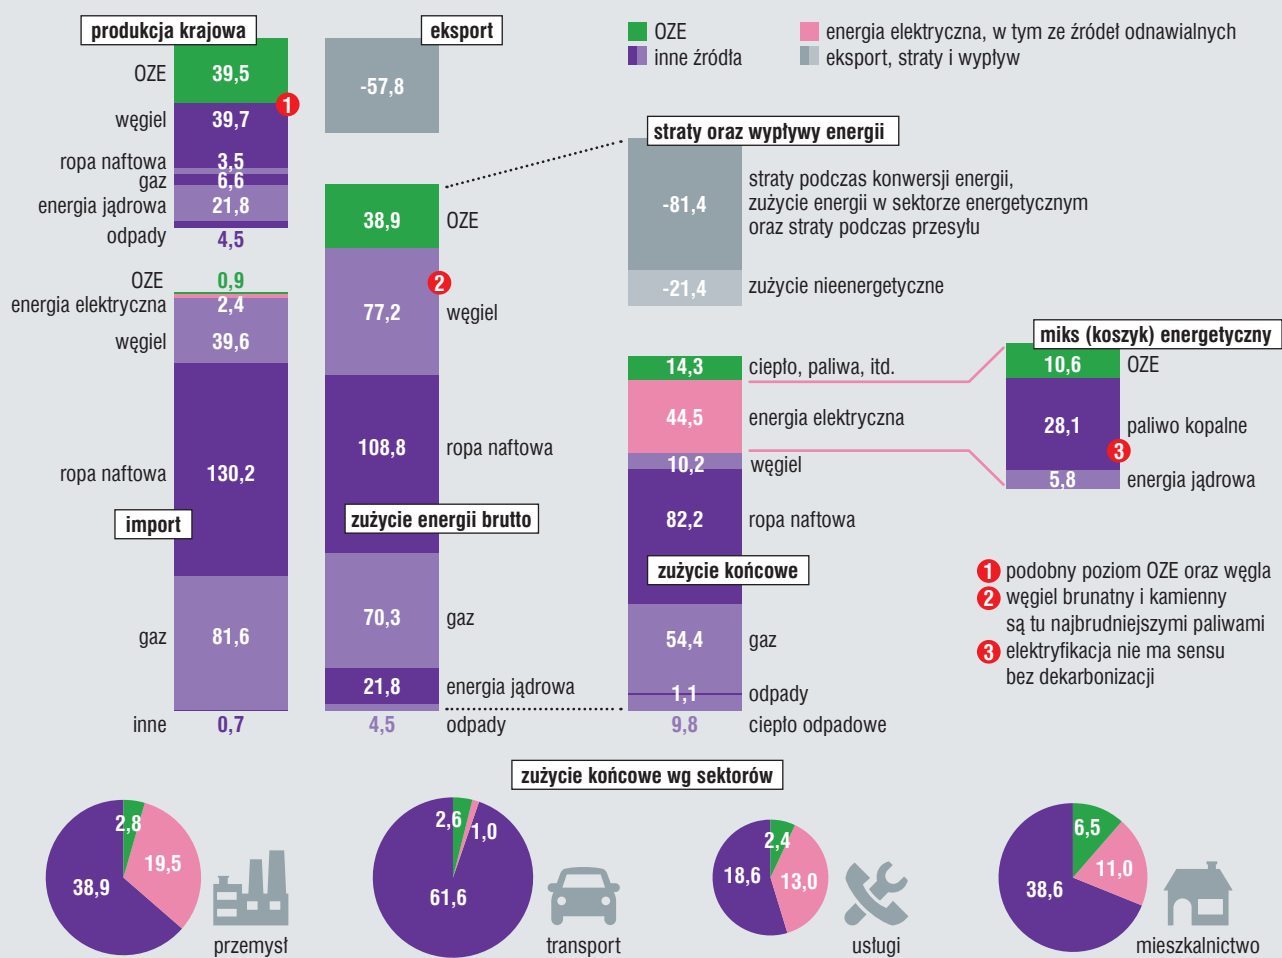 produkcja krajowa
OZE
39,5
1
węgiel
39,7
ropa naftowa
3,5
gaz
6,6
energia jądrowa
21,8
odpady
4,5
OZE
0,9
energia elektryczna
2,4
węgiel
39,6
ropa naftowa
130,2
import
gaz
81,6
inne
0,7
eksport
-57,8
38,9
OZE
2
77,2
węgiel
108,8
ropa naftowa
zużycie energii brutto
70,3
gaz
21,8
energia jądrowa
4,5
odpady
OZE
inne źródła
energia elektryczna, w tym ze źródeł odnawialnych
eksport, straty i wypływ
straty oraz wypływy energii
-81,4
straty podczas konwersji energii,
zużycie energii w sektorze energetycznym
oraz straty podczas przesyłu
-21,4
zużycie nieenergetyczne
14,3
ciepło, paliwa, itd.
44,5
energia elektryczna
10,2
węgiel
82,2
ropa naftowa
zużycie końcowe
54,4
gaz
1,1
odpady
9,8
ciepło odpadowe
miks (koszyk) energetyczny
10,6
OZE
28,1
paliwo kopalne
3
5,8
energia jądrowa
1 podobny poziom OZE oraz węgla
2 węgiel brunatny i kamienny
są tu najbrudniejszymi paliwami
3 elektryfikacja nie ma sensu
bez dekarbonizacji
zużycie końcowe wg sektorów
2,8
19,5
38,9
przemysł
2,6
1,0
61,6
transport
2,4
13,0
18,6
usługi
6,5
11,0
38,6
mieszkalnictwo